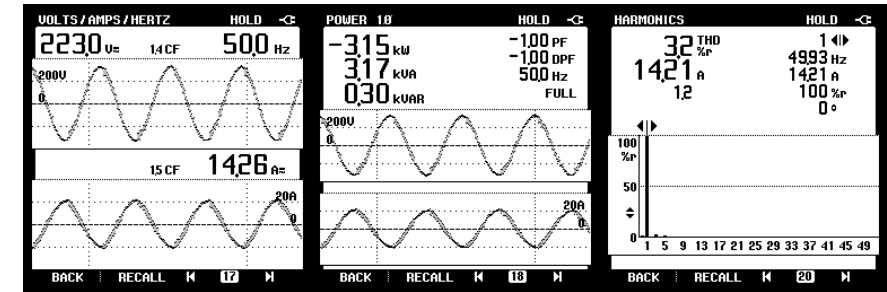 VOLTS/AMPS/HERTZ HOLD
223,0 V≂ 1,4 CF 50,0 Hz
200V
0
1,5 CF 14,26 A≂
20A
0
BACK RECALL 17
POWER 1Ø HOLD
-3,15 kW -1,00 PF
3,17 kVA -1,00 DPF
0,30 kVAR 50,0 Hz
FULL
200V
0
20A
0
BACK RECALL 18
HARMONICS HOLD
3,2 THD %r 1
49,93 Hz
14,21 A 14,21 A
1,2 100 %r
0 °
100
%r
50
0
1 5 9 13 17 21 25 29 33 37 41 45 49
BACK RECALL 20